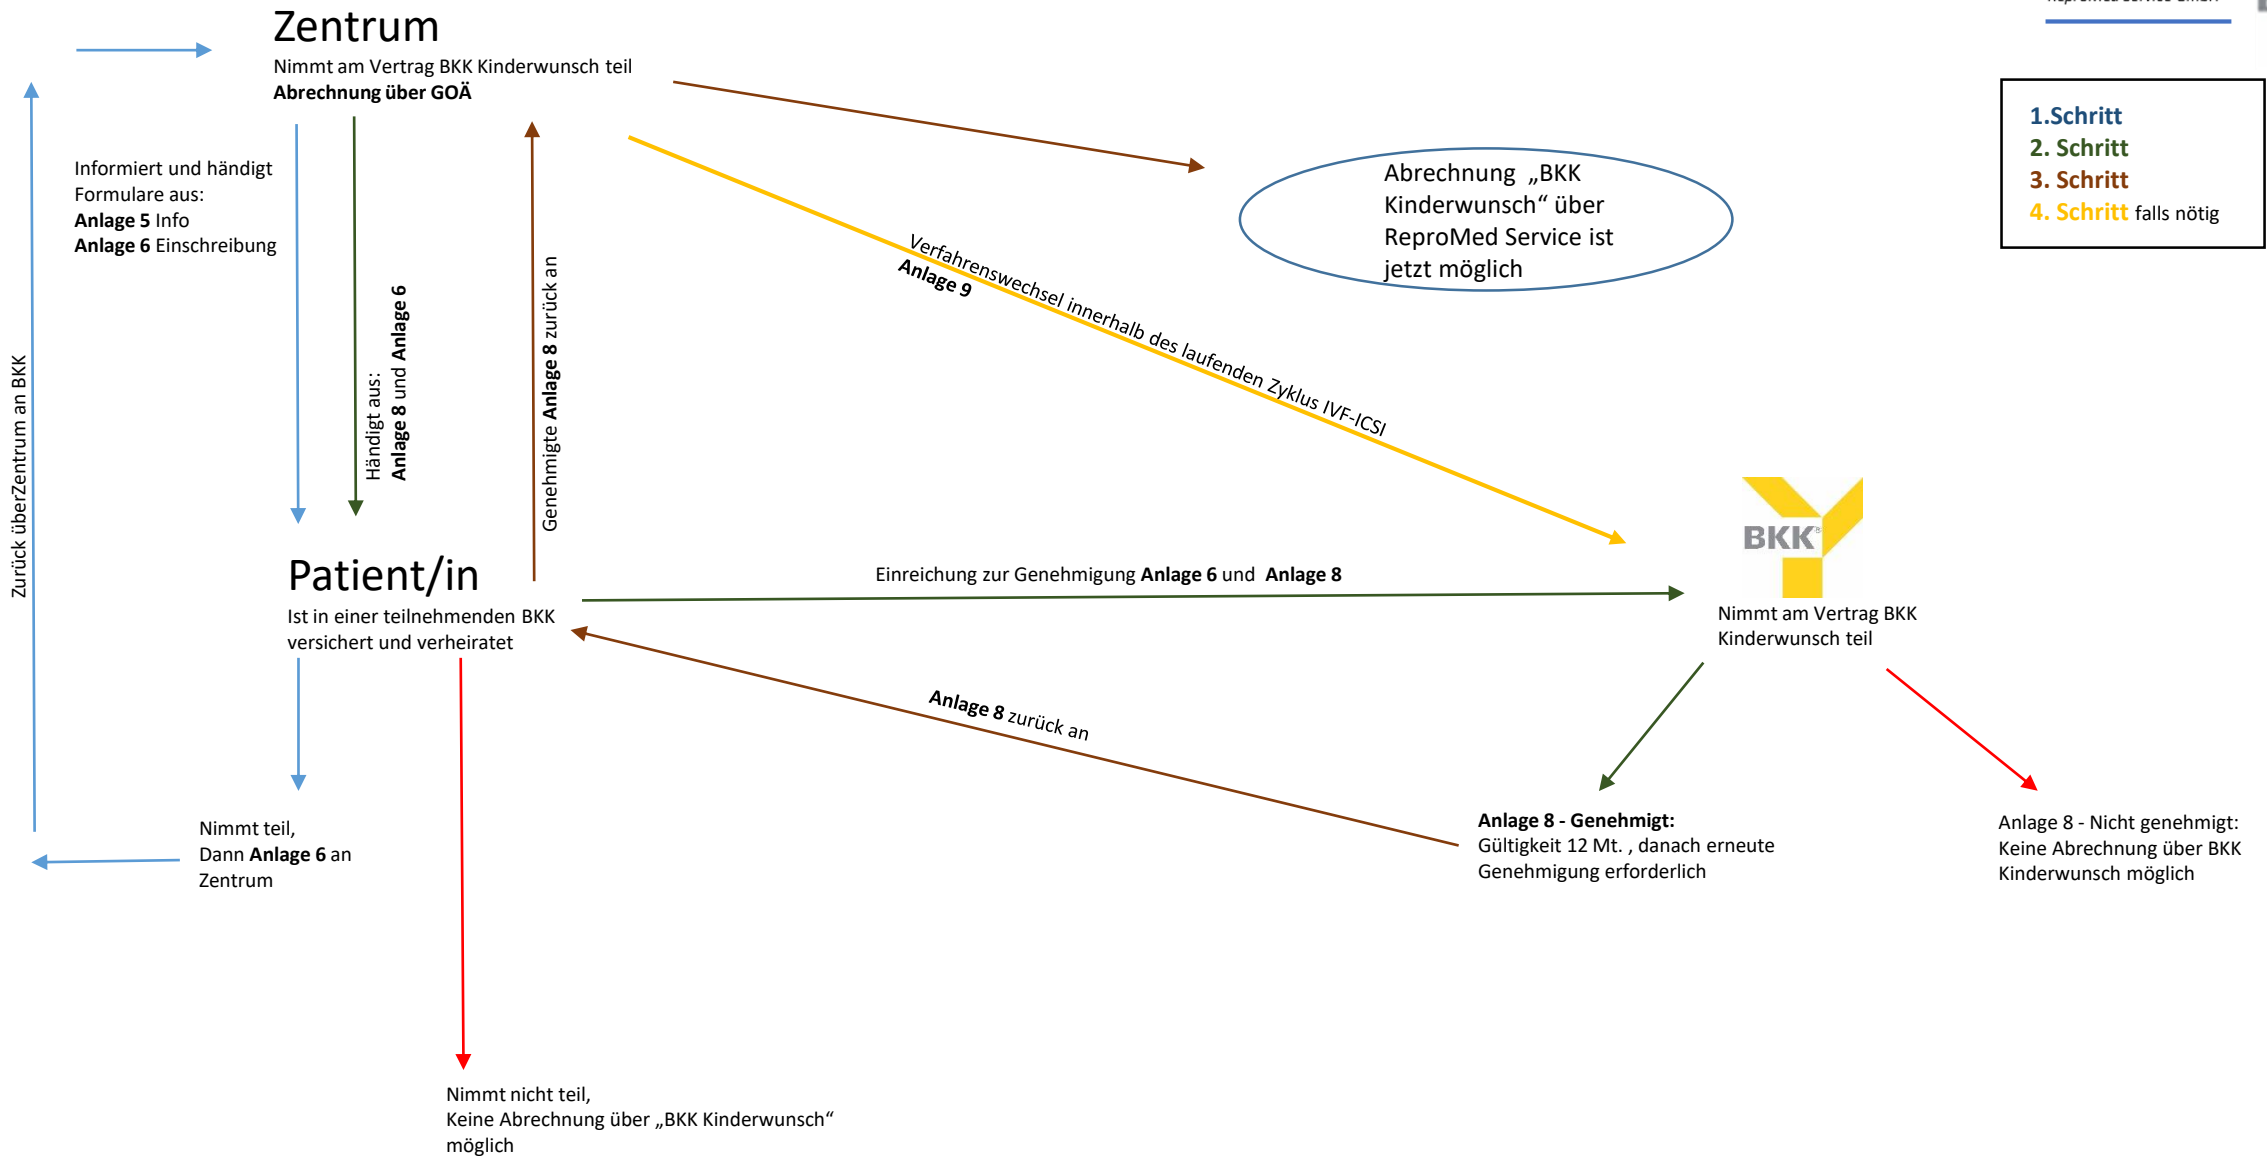 Zentrum
Nimmt am Vertrag BKK Kinderwunsch teil
Abrechnung über GOÄ
1.Schritt
2. Schritt
3. Schritt
4. Schritt falls nötig
Informiert und händigt
Formulare aus:
Anlage 5 Info
Anlage 6 Einschreibung
Abrechnung „BKK
Kinderwunsch“ über
ReproMed Service ist
jetzt möglich
Zurück überZentrum an BKK
Händigt aus:
Anlage 8 und Anlage 6
Genehmigte Anlage 8 zurück an
Verfahrenswechsel innerhalb des laufenden Zyklus IVF-ICSI
Anlage 9
Patient/in
Ist in einer teilnehmenden BKK
versichert und verheiratet
Einreichung zur Genehmigung Anlage 6 und Anlage 8
BKK®
Nimmt am Vertrag BKK
Kinderwunsch teil
Anlage 8 zurück an
Nimmt teil,
Dann Anlage 6 an
Zentrum
Anlage 8 - Genehmigt:
Gültigkeit 12 Mt. , danach erneute
Genehmigung erforderlich
Anlage 8 - Nicht genehmigt:
Keine Abrechnung über BKK
Kinderwunsch möglich
Nimmt nicht teil,
Keine Abrechnung über „BKK Kinderwunsch“
möglich